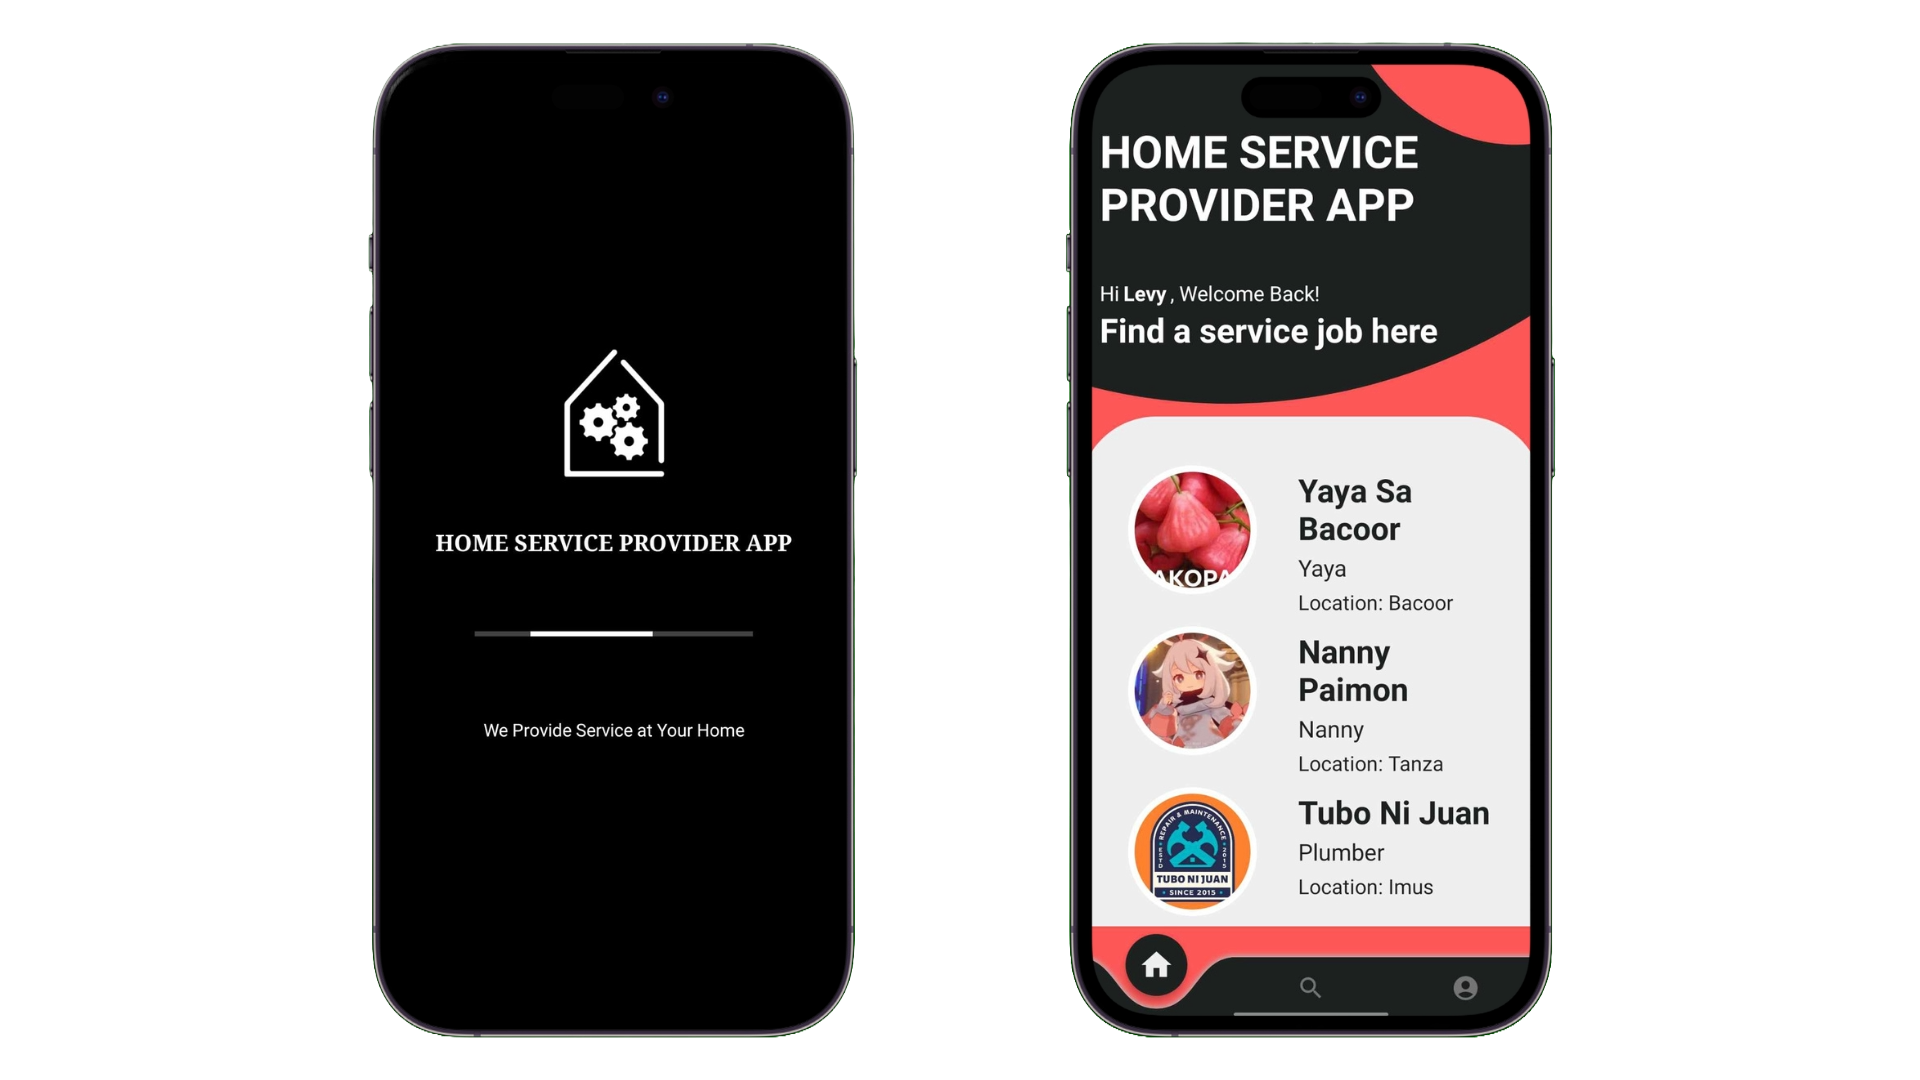 HOME SERVICE PROVIDER APP
We Provide Service at Your Home
HOME SERVICE
PROVIDER APP
Hi Levy , Welcome Back!
Find a service job here
AKOPA
Yaya Sa
Bacoor
Yaya
Location: Bacoor
Nanny
Paimon
Nanny
Location: Tanza
REPAIR & MAINTENANCE
ESTD 2015
TUBO NI JUAN
SINCE 2015
Tubo Ni Juan
Plumber
Location: Imus